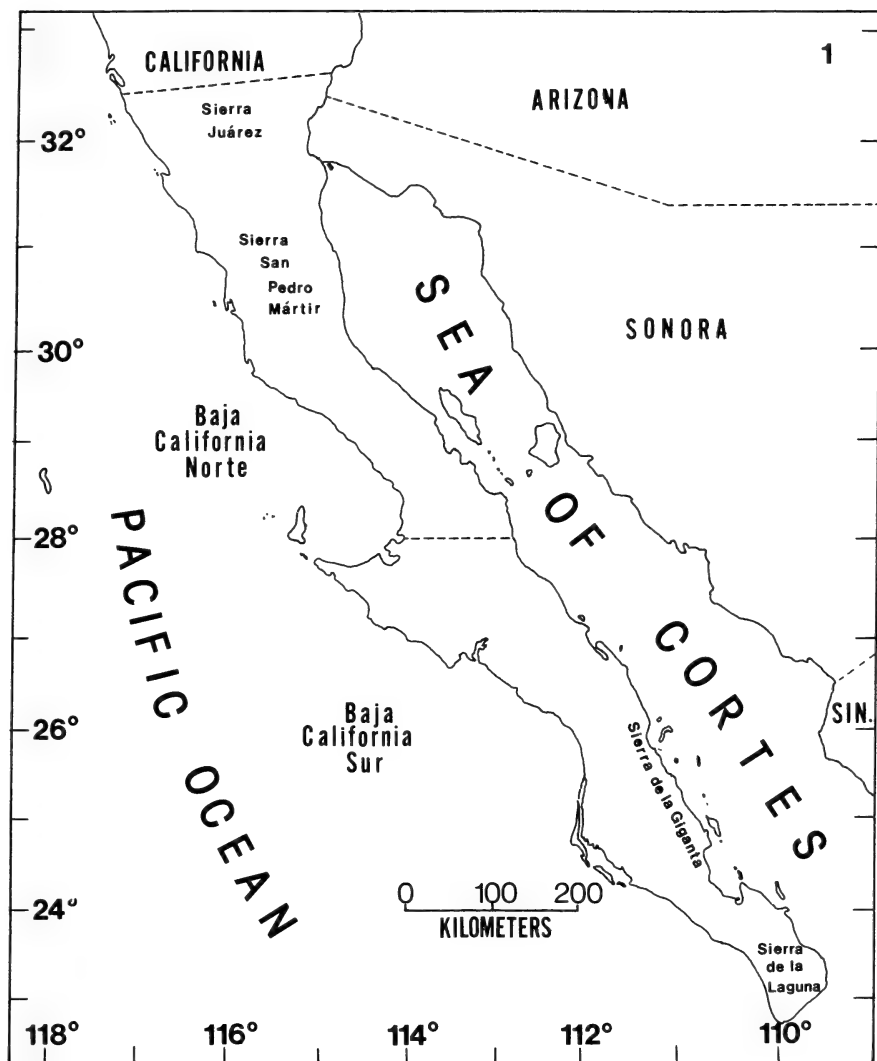 1
CALIFORNIA
ARIZONA
Sierra
Juárez
32°
Sierra
San
Pedro
Mártir
SEA OF CORTES
SONORA
30°
Baja
California
Norte
28°
PACIFIC OCEAN
SIN.
26°
Baja
California
Sur
Sierra de la Giganta
0 100 200
KILOMETERS
24°
Sierra
de la
Laguna
118° 116° 114° 112° 110°